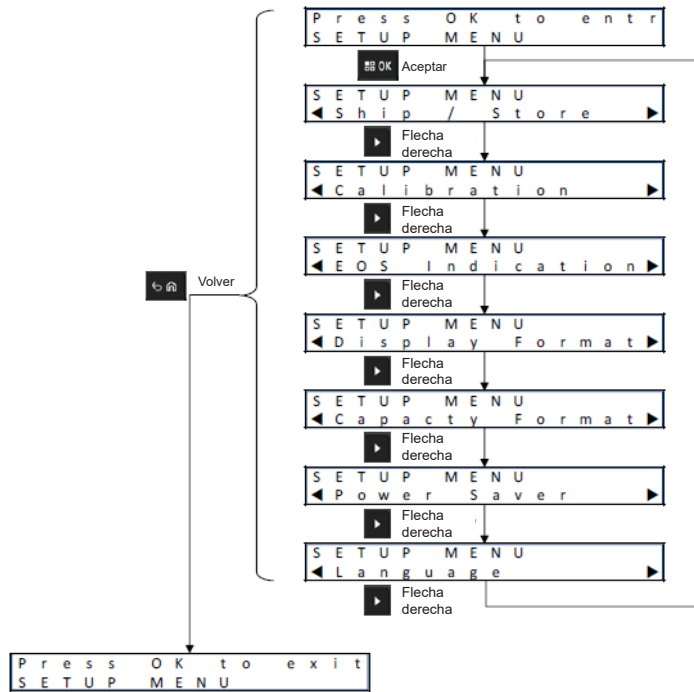 Press OK to entr
SETUP MENU
OK Aceptar
SETUP MENU
◀Ship / Store ▶
Flecha
derecha
SETUP MENU
◀Calibration ▶
Flecha
derecha
SETUP MENU
◀EOS Indication▶
Volver
Flecha
derecha
SETUP MENU
◀Display Format▶
Flecha
derecha
SETUP MENU
◀Capacty Format▶
Flecha
derecha
SETUP MENU
◀Power Saver ▶
Flecha
derecha
SETUP MENU
◀Language ▶
Flecha
derecha
Press OK to exit
SETUP MENU